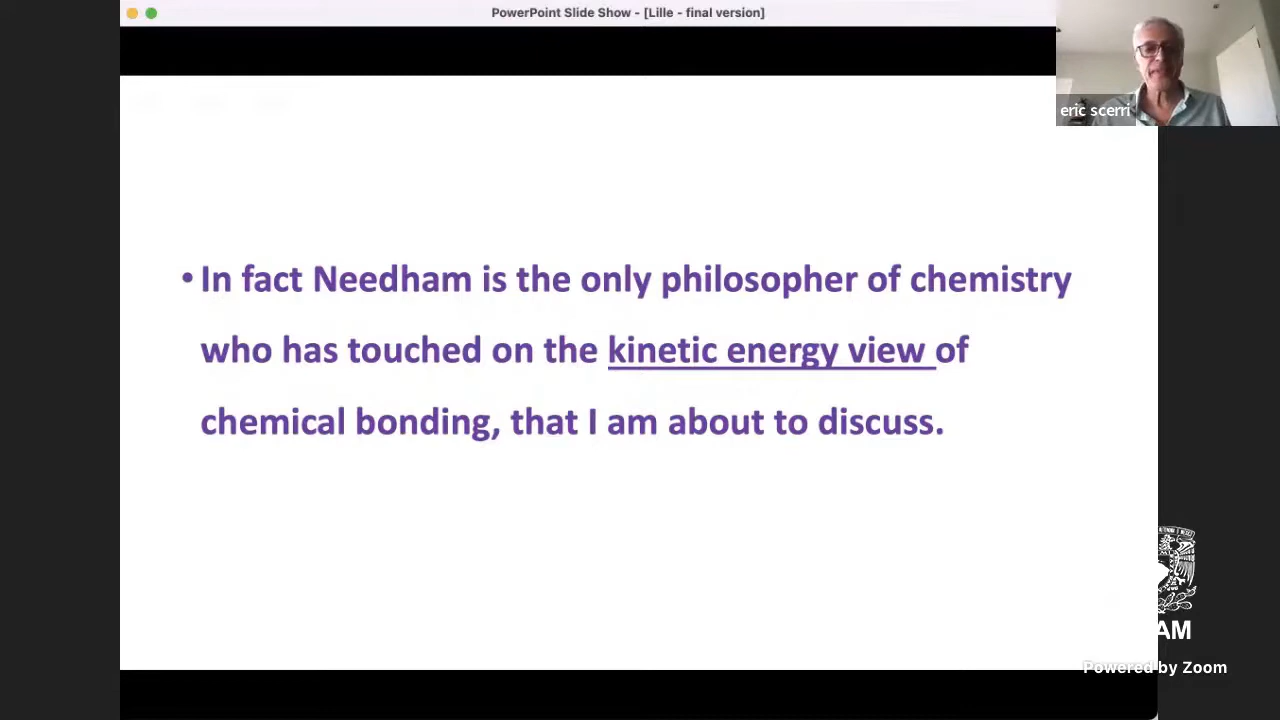 PowerPoint Slide Show - [Lille - final version]
eric scerri
• In fact Needham is the only philosopher of chemistry
who has touched on the kinetic energy view of
chemical bonding, that I am about to discuss.
AM
Powered by Zoom